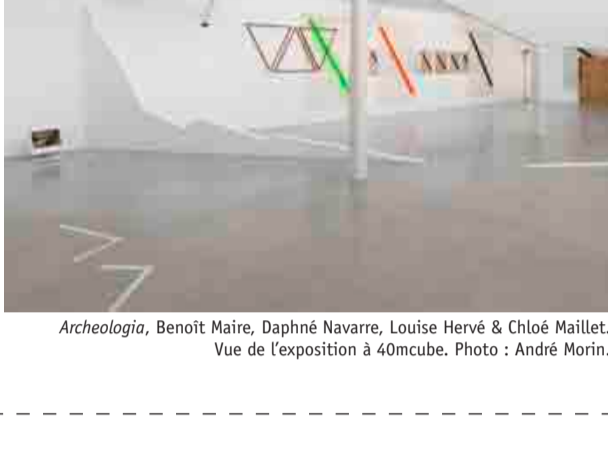 Archeologia, Benoît Maire, Daphné Navarre, Louise Hervé & Chloé Maillet.
Vue de l'exposition à 40mcube. Photo : André Morin.